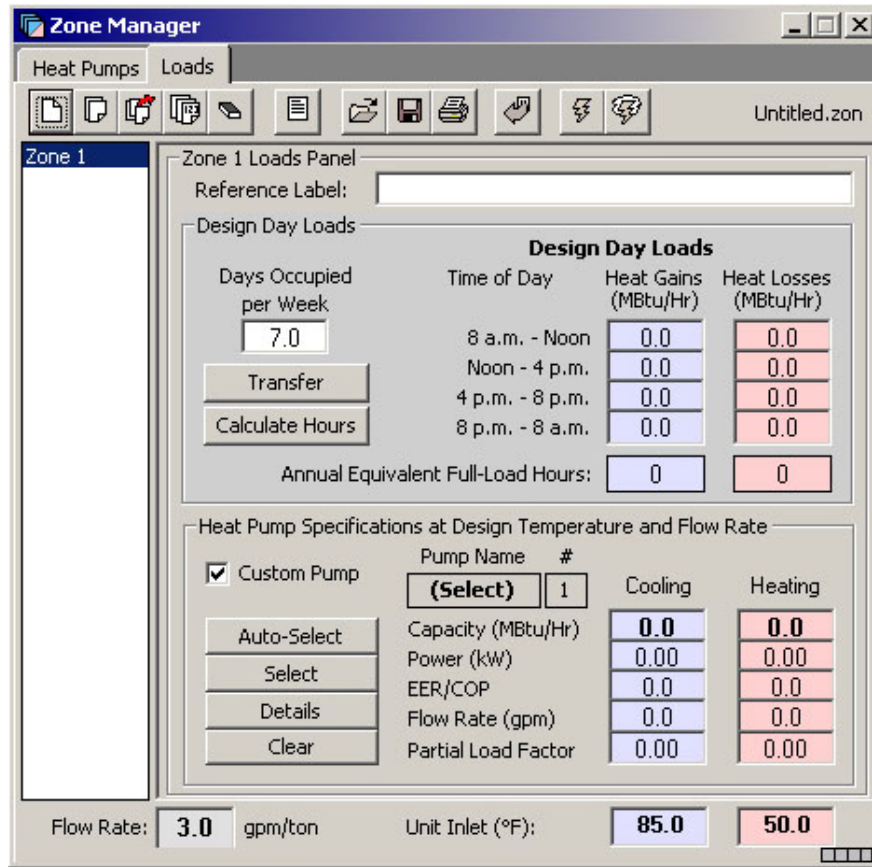 Zone Manager
Heat Pumps Loads
Untitled.zon
Zone 1
Zone 1 Loads Panel
Reference Label:
Design Day Loads
Design Day Loads
Days Occupied
per Week
7.0
Transfer
Calculate Hours
Time of Day Heat Gains (MBtu/Hr) Heat Losses (MBtu/Hr)
8 a.m. - Noon 0.0 0.0
Noon - 4 p.m. 0.0 0.0
4 p.m. - 8 p.m. 0.0 0.0
8 p.m. - 8 a.m. 0.0 0.0
Annual Equivalent Full-Load Hours: 0 0
Heat Pump Specifications at Design Temperature and Flow Rate
Custom Pump
Auto-Select
Select
Details
Clear
Pump Name #
(Select) 1
Cooling Heating
Capacity (MBtu/Hr) 0.0 0.0
Power (kW) 0.00 0.00
EER/COP 0.0 0.0
Flow Rate (gpm) 0.0 0.0
Partial Load Factor 0.00 0.00
Flow Rate: 3.0 gpm/ton Unit Inlet (°F): 85.0 50.0